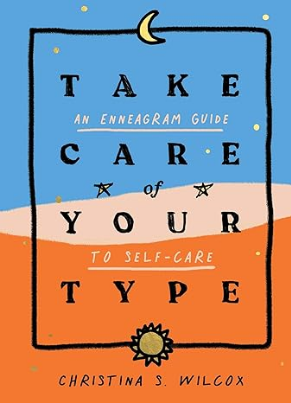 TAKE
AN ENNEAGRAM GUIDE
CARE
of
YOUR
TO SELF-CARE
TYPE
CHRISTINA S. WILCOX